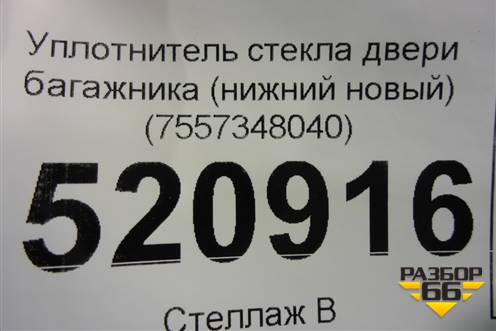 Уплотнитель стекла двери
багажника (нижний новый)
(7557348040)
520916
Стеллаж В
РАЗБОР
66